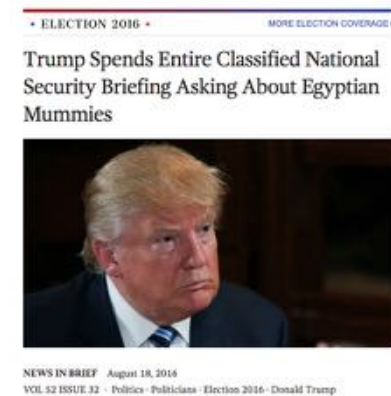 • ELECTION 2016 •
MORE ELECTION COVERAGE
Trump Spends Entire Classified National
Security Briefing Asking About Egyptian
Mummies
NEWS IN BRIEF August 18, 2016
VOL 52 ISSUE 32 · Politics · Politicians · Election 2016 · Donald Trump